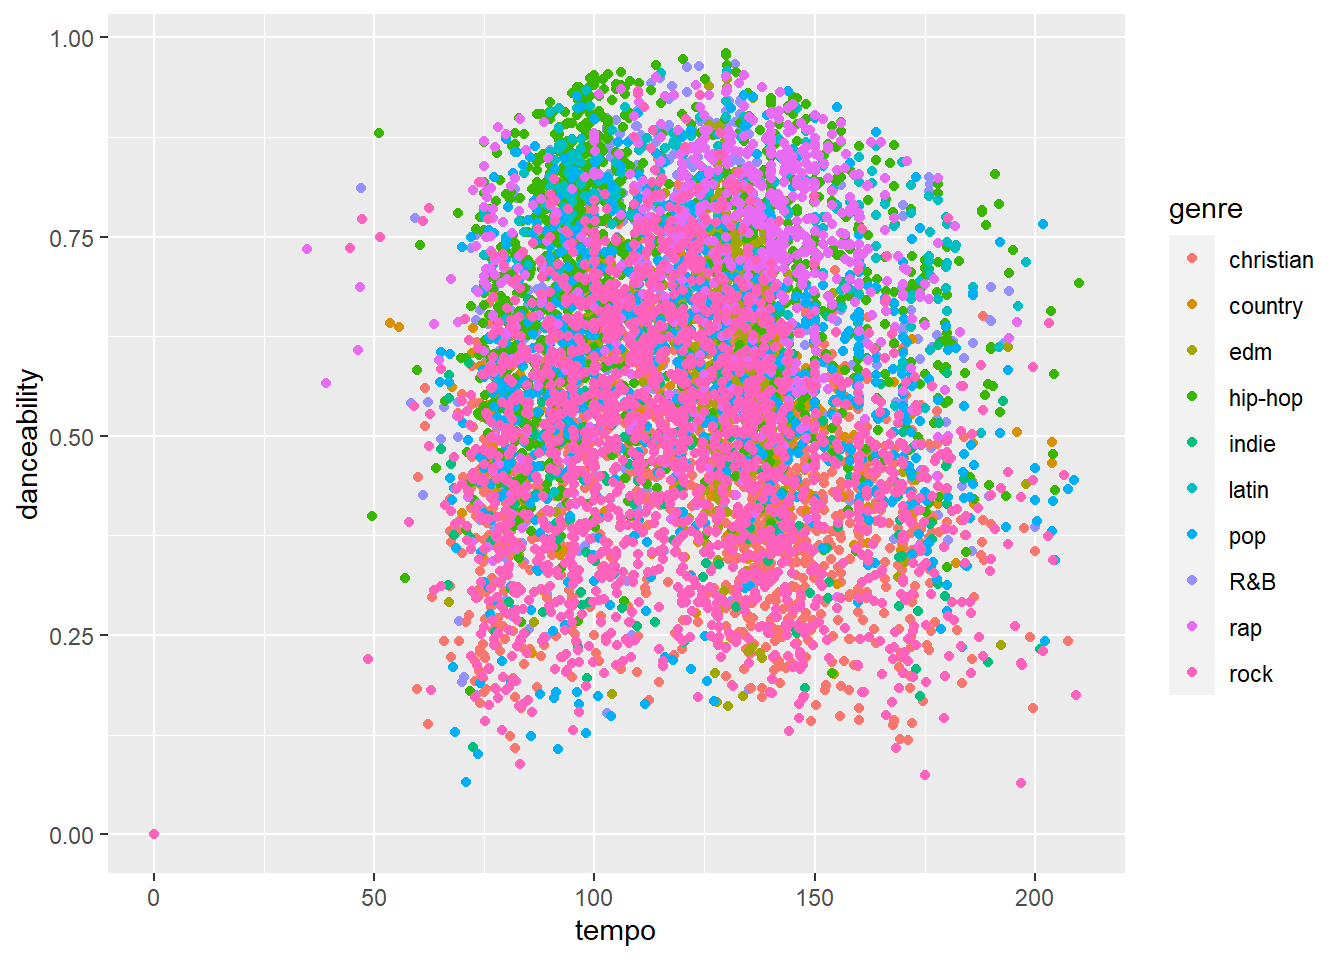 1.00
0.75
0.50
0.25
0.00
danceability
0
50
100
150
200
tempo
genre
christian
country
edm
hip-hop
indie
latin
pop
R&B
rap
rock